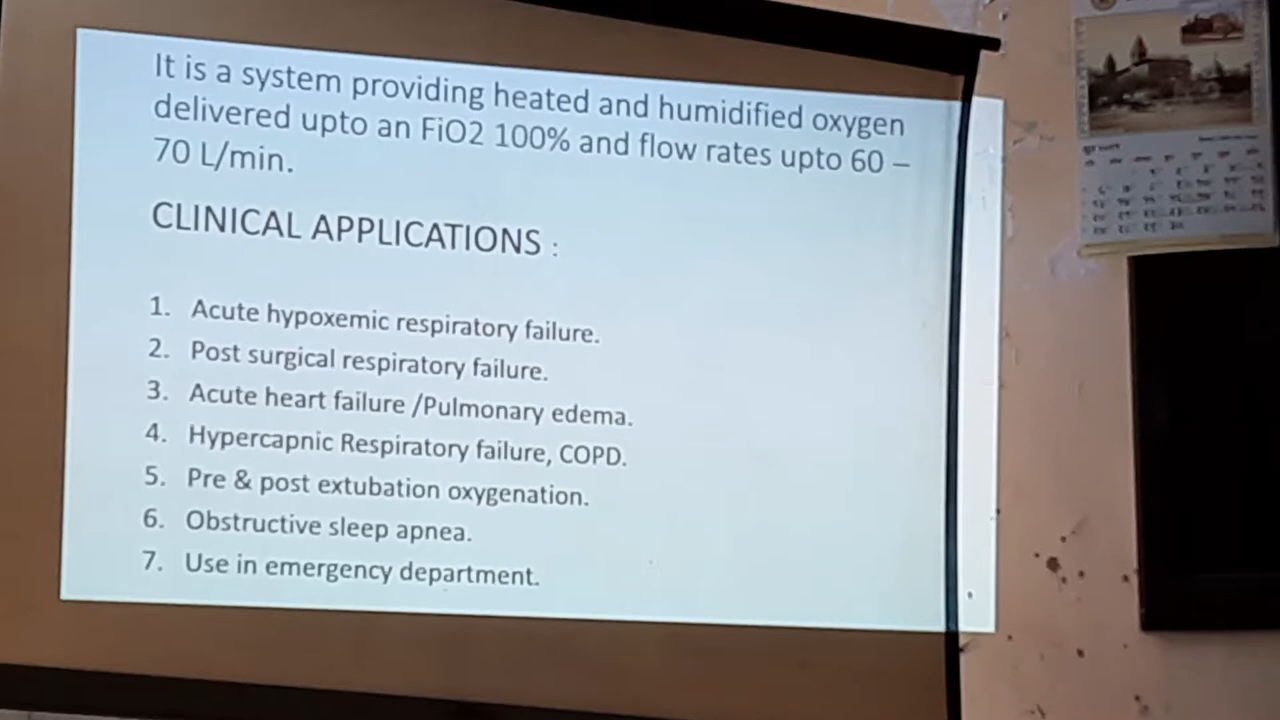 It is a system providing heated and humidified oxygen
delivered upto an FiO2 100% and flow rates upto 60 –
70 L/min.
CLINICAL APPLICATIONS :
1. Acute hypoxemic respiratory failure.
2. Post surgical respiratory failure.
3. Acute heart failure /Pulmonary edema.
4. Hypercapnic Respiratory failure, COPD.
5. Pre & post extubation oxygenation.
6. Obstructive sleep apnea.
7. Use in emergency department.